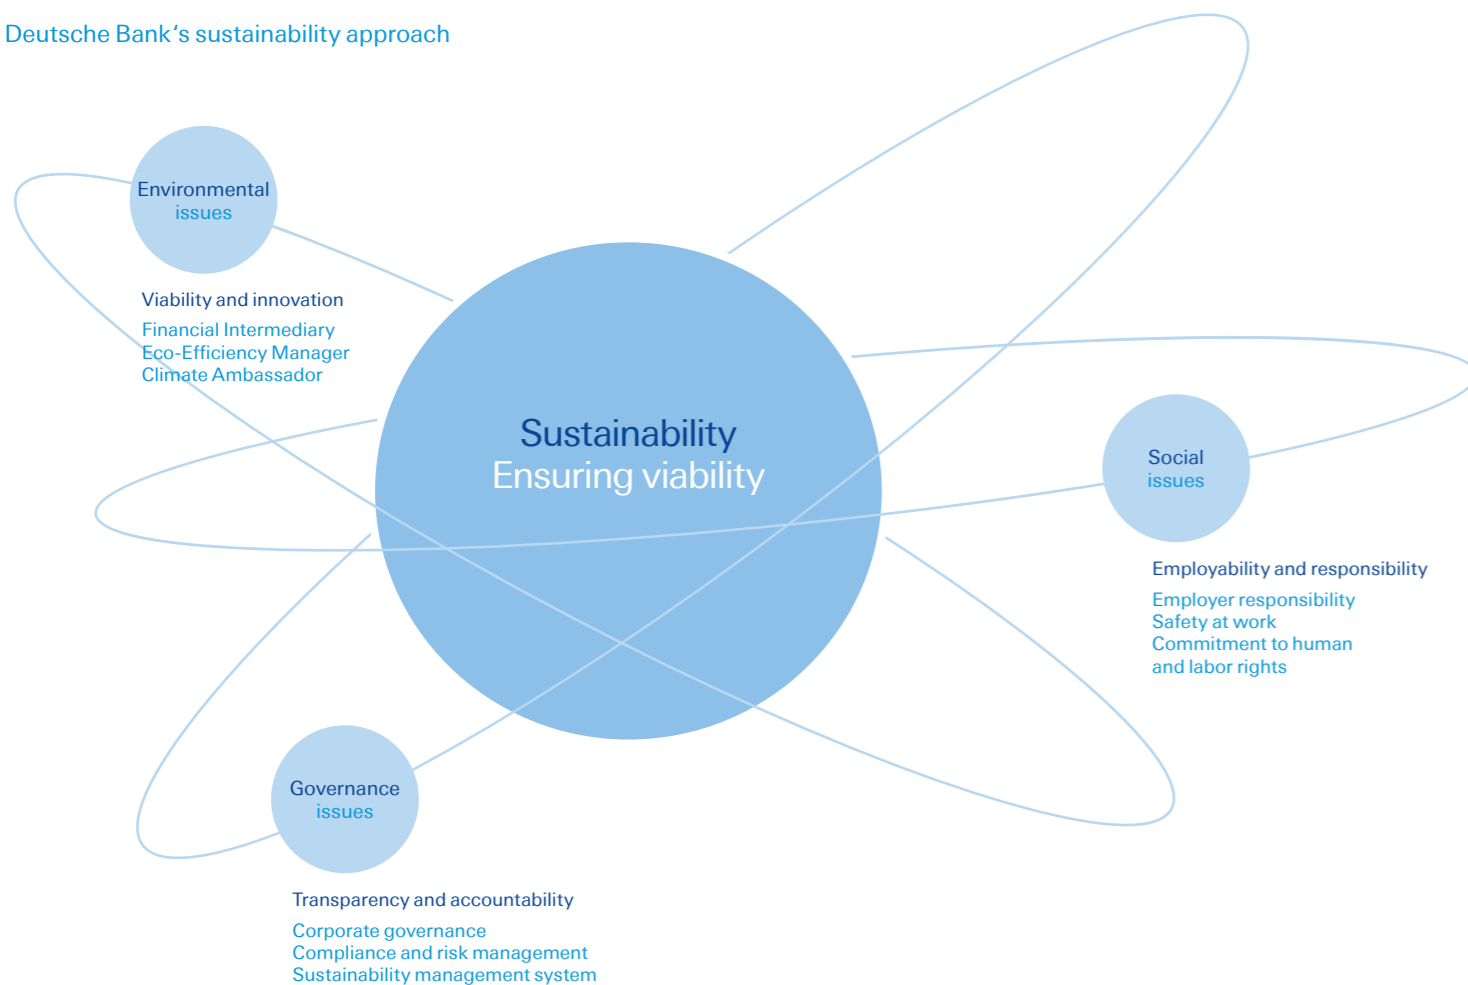 Deutsche Bank‘s sustainability approach
Environmental
issues
Viability and innovation
Financial Intermediary
Eco-Efficiency Manager
Climate Ambassador
Sustainability
Ensuring viability
Social
issues
Employability and responsibility
Employer responsibility
Safety at work
Commitment to human
and labor rights
Governance
issues
Transparency and accountability
Corporate governance
Compliance and risk management
Sustainability management system